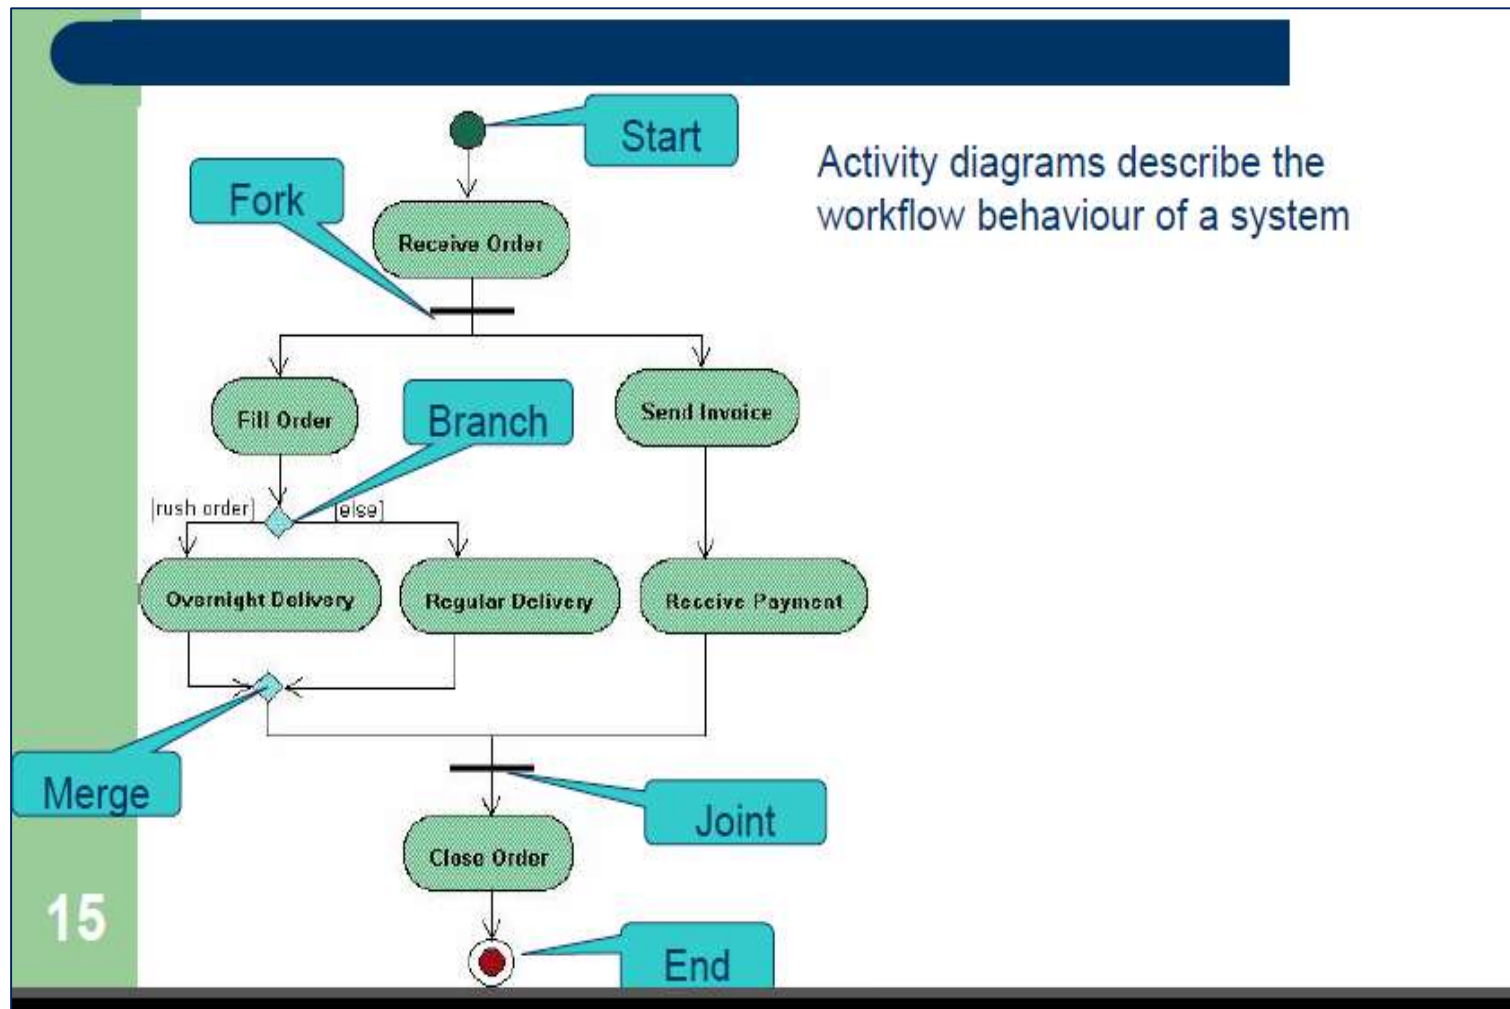 Start
Activity diagrams describe the
workflow behaviour of a system
Fork
Receive Order
Fill Order
Branch
Send Invoice
[rush order]
[else]
Overnight Delivery
Regular Delivery
Receive Payment
Merge
Joint
Close Order
15
End